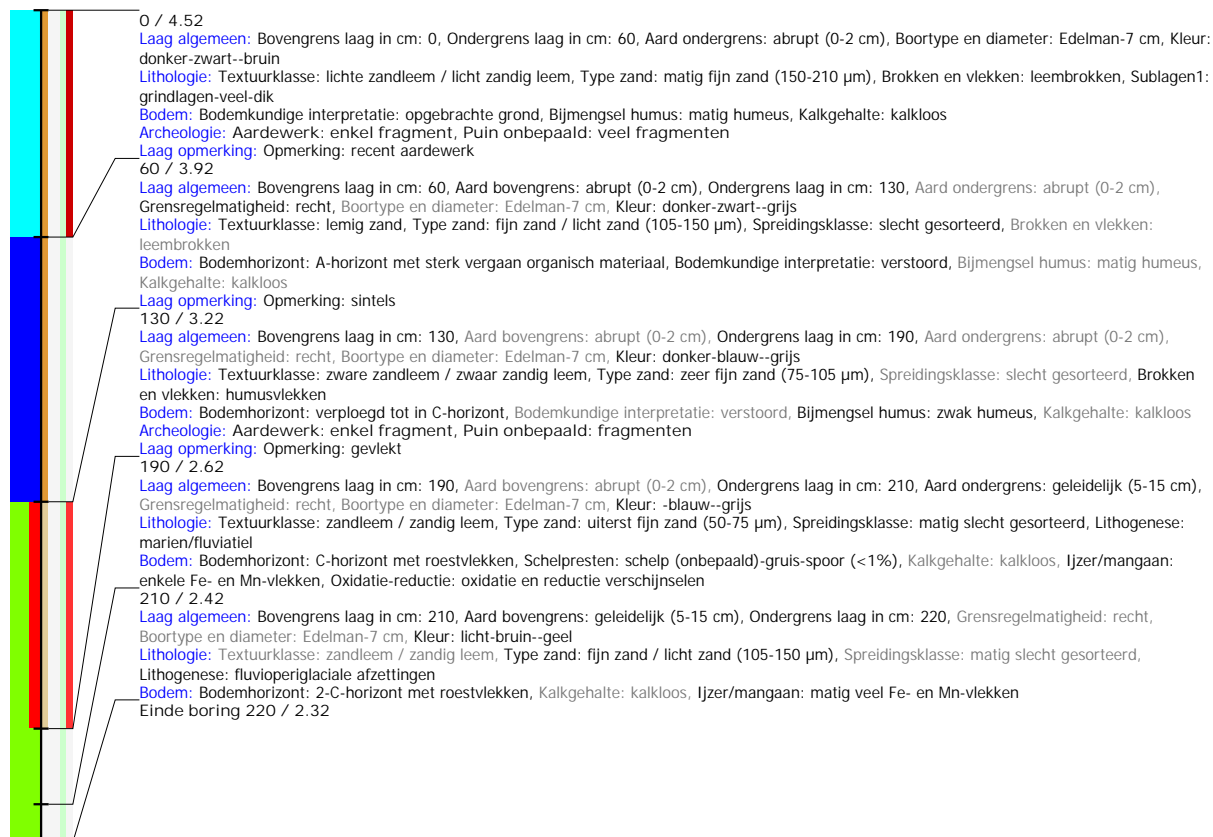 0 / 4.52
Laag algemeen: Bovengrens laag in cm: 0, Ondergrens laag in cm: 60, Aard ondergrens: abrupt (0-2 cm), Boortype en diameter: Edelman-7 cm, Kleur:
donker-zwart--bruin
Lithologie: Textuurklasse: lichte zandleem / licht zandig leem, Type zand: matig fijn zand (150-210 µm), Brokken en vlekken: leembrokken, Sublagen1:
grindlagen-veel-dik
Bodem: Bodemkundige interpretatie: opgebrachte grond, Bijmengsel humus: matig humeus, Kalkgehalte: kalkloos
Archeologie: Aardewerk: enkel fragment, Puin onbepaald: veel fragmenten
Laag opmerking: Opmerking: recent aardewerk
60 / 3.92
Laag algemeen: Bovengrens laag in cm: 60, Aard bovengrens: abrupt (0-2 cm), Ondergrens laag in cm: 130, Aard ondergrens: abrupt (0-2 cm),
Grensregelmatigheid: recht, Boortype en diameter: Edelman-7 cm, Kleur: donker-zwart--grijs
Lithologie: Textuurklasse: lemig zand, Type zand: fijn zand / licht zand (105-150 µm), Spreidingsklasse: slecht gesorteerd, Brokken en vlekken:
leembrokken
Bodem: Bodemhorizont: A-horizont met sterk vergaan organisch materiaal, Bodemkundige interpretatie: verstoord, Bijmengsel humus: matig humeus,
Kalkgehalte: kalkloos
Laag opmerking: Opmerking: sintels
130 / 3.22
Laag algemeen: Bovengrens laag in cm: 130, Aard bovengrens: abrupt (0-2 cm), Ondergrens laag in cm: 190, Aard ondergrens: abrupt (0-2 cm),
Grensregelmatigheid: recht, Boortype en diameter: Edelman-7 cm, Kleur: donker-blauw--grijs
Lithologie: Textuurklasse: zware zandleem / zwaar zandig leem, Type zand: zeer fijn zand (75-105 µm), Spreidingsklasse: slecht gesorteerd, Brokken
en vlekken: humusvlekken
Bodem: Bodemhorizont: verploegd tot in C-horizont, Bodemkundige interpretatie: verstoord, Bijmengsel humus: zwak humeus, Kalkgehalte: kalkloos
Archeologie: Aardewerk: enkel fragment, Puin onbepaald: fragmenten
Laag opmerking: Opmerking: gevlekt
190 / 2.62
Laag algemeen: Bovengrens laag in cm: 190, Aard bovengrens: abrupt (0-2 cm), Ondergrens laag in cm: 210, Aard ondergrens: geleidelijk (5-15 cm),
Grensregelmatigheid: recht, Boortype en diameter: Edelman-7 cm, Kleur: -blauw--grijs
Lithologie: Textuurklasse: zandleem / zandig leem, Type zand: uiterst fijn zand (50-75 µm), Spreidingsklasse: matig slecht gesorteerd, Lithogenese:
marien/fluviatiel
Bodem: Bodemhorizont: C-horizont met roestvlekken, Schelpresten: schelp (onbepaald)-gruis-spoor (<1%), Kalkgehalte: kalkloos, Ijzer/mangaan:
enkele Fe- en Mn-vlekken, Oxidatie-reductie: oxidatie en reductie verschijnselen
210 / 2.42
Laag algemeen: Bovengrens laag in cm: 210, Aard bovengrens: geleidelijk (5-15 cm), Ondergrens laag in cm: 220, Grensregelmatigheid: recht,
Boortype en diameter: Edelman-7 cm, Kleur: licht-bruin--geel
Lithologie: Textuurklasse: zandleem / zandig leem, Type zand: fijn zand / licht zand (105-150 µm), Spreidingsklasse: matig slecht gesorteerd,
Lithogenese: fluvioperiglaciale afzettingen
Bodem: Bodemhorizont: 2-C-horizont met roestvlekken, Kalkgehalte: kalkloos, Ijzer/mangaan: matig veel Fe- en Mn-vlekken
Einde boring 220 / 2.32